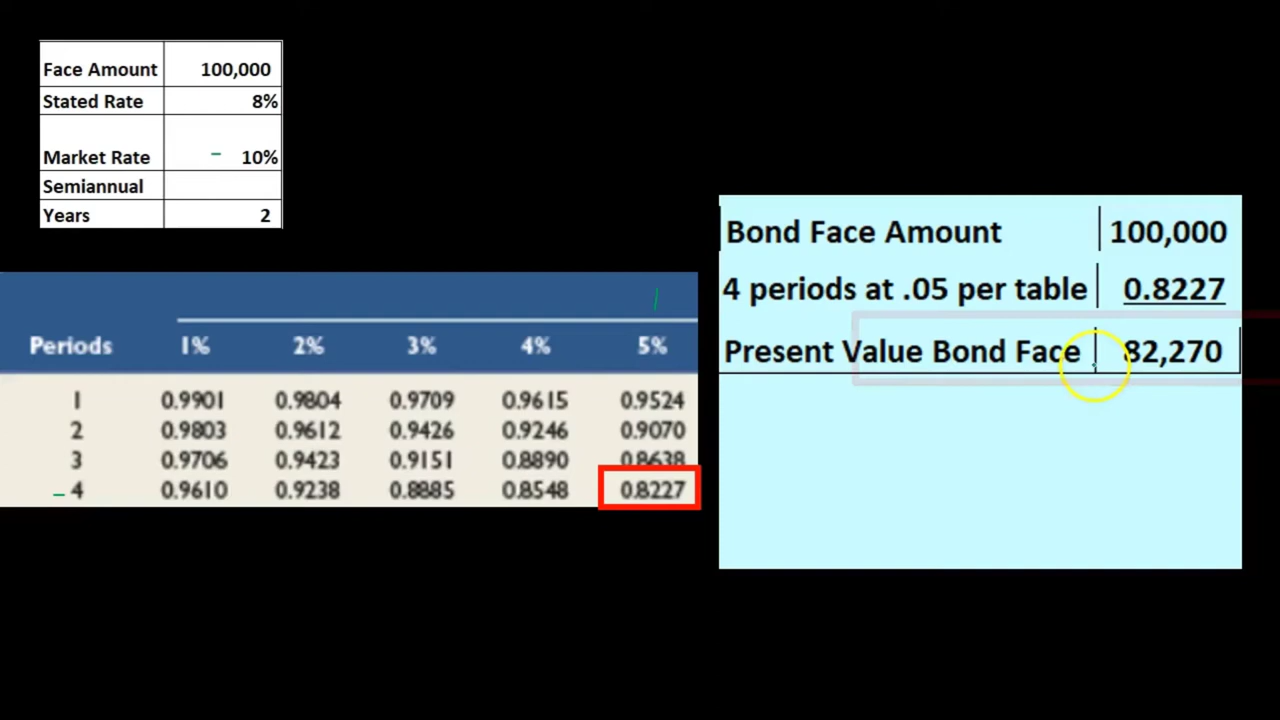 Face Amount 100,000
Stated Rate 8%
Market Rate 10%
Semiannual
Years 2
Periods 1% 2% 3% 4% 5%
1 0.9901 0.9804 0.9709 0.9615 0.9524
2 0.9803 0.9612 0.9426 0.9246 0.9070
3 0.9706 0.9423 0.9151 0.8890 0.8638
4 0.9610 0.9238 0.8885 0.8548 0.8227
Bond Face Amount 100,000
4 periods at .05 per table 0.8227
Present Value Bond Face 82,270